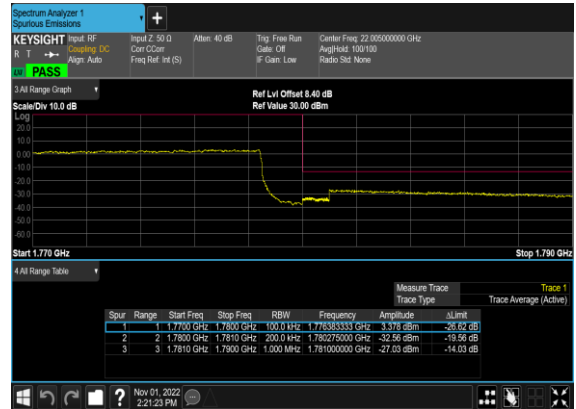 Spectrum Analyzer 1
Spurious Emissions
KEYSIGHT Input: RF Input Z: 50 Ω Atten: 40 dB Trig: Free Run Center Freq: 22.005000000 GHz
R T Coupling: DC Corr CCorr Gate: Off Avg|Hold: 100/100
Align: Auto Freq Ref: Int (S) IF Gain: Low Radio Std: None
LW PASS
3 All Range Graph
Ref Lvl Offset 8.40 dB
Scale/Div 10.0 dB Ref Value 30.00 dBm
Log
20.0
10.0
0.00
-10.0
-20.0
-30.0
-40.0
-50.0
-60.0
Start 1.770 GHz Stop 1.790 GHz
4 All Range Table
Measure Trace Trace 1
Trace Type Trace Average (Active)
Spur Range Start Freq Stop Freq RBW Frequency Amplitude ΔLimit
1 1 1.7700 GHz 1.7800 GHz 100.0 kHz 1.776383333 GHz 3.378 dBm -26.62 dB
2 2 1.7800 GHz 1.7810 GHz 200.0 kHz 1.780275000 GHz -32.56 dBm -19.56 dB
3 3 1.7810 GHz 1.7900 GHz 1.000 MHz 1.781000000 GHz -27.03 dBm -14.03 dB
? Nov 01, 2022
2:21:23 PM